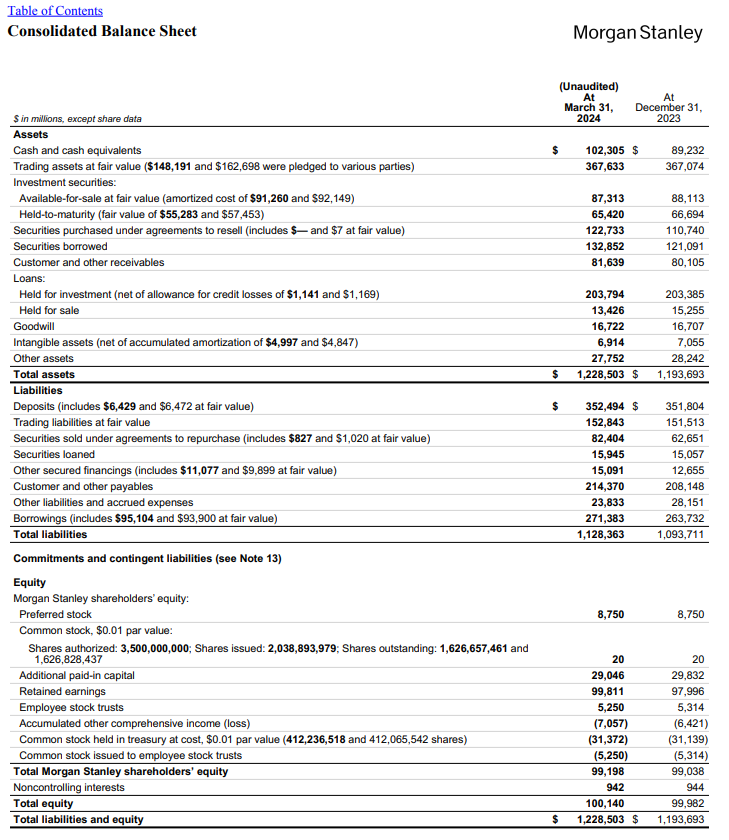 Table of Contents
Consolidated Balance Sheet Morgan Stanley
(Unaudited)
At At
March 31, December 31,
$ in millions, except share data 2024 2023
Assets
Cash and cash equivalents $ 102,305 $ 89,232
Trading assets at fair value ($148,191 and $162,698 were pledged to various parties) 367,633 367,074
Investment securities:
Available-for-sale at fair value (amortized cost of $91,260 and $92,149) 87,313 88,113
Held-to-maturity (fair value of $55,283 and $57,453) 65,420 66,694
Securities purchased under agreements to resell (includes $— and $7 at fair value) 122,733 110,740
Securities borrowed 132,852 121,091
Customer and other receivables 81,639 80,105
Loans:
Held for investment (net of allowance for credit losses of $1,141 and $1,169) 203,794 203,385
Held for sale 13,426 15,255
Goodwill 16,722 16,707
Intangible assets (net of accumulated amortization of $4,997 and $4,847) 6,914 7,055
Other assets 27,752 28,242
Total assets $ 1,228,503 $ 1,193,693
Liabilities
Deposits (includes $6,429 and $6,472 at fair value) $ 352,494 $ 351,804
Trading liabilities at fair value 152,843 151,513
Securities sold under agreements to repurchase (includes $827 and $1,020 at fair value) 82,404 62,651
Securities loaned 15,945 15,057
Other secured financings (includes $11,077 and $9,899 at fair value) 15,091 12,655
Customer and other payables 214,370 208,148
Other liabilities and accrued expenses 23,833 28,151
Borrowings (includes $95,104 and $93,900 at fair value) 271,383 263,732
Total liabilities 1,128,363 1,093,711
Commitments and contingent liabilities (see Note 13)
Equity
Morgan Stanley shareholders' equity:
Preferred stock 8,750 8,750
Common stock, $0.01 par value:
Shares authorized: 3,500,000,000; Shares issued: 2,038,893,979; Shares outstanding: 1,626,657,461 and
1,626,828,437 20 20
Additional paid-in capital 29,046 29,832
Retained earnings 99,811 97,996
Employee stock trusts 5,250 5,314
Accumulated other comprehensive income (loss) (7,057) (6,421)
Common stock held in treasury at cost, $0.01 par value (412,236,518 and 412,065,542 shares) (31,372) (31,139)
Common stock issued to employee stock trusts (5,250) (5,314)
Total Morgan Stanley shareholders' equity 99,198 99,038
Noncontrolling interests 942 944
Total equity 100,140 99,982
Total liabilities and equity $ 1,228,503 $ 1,193,693